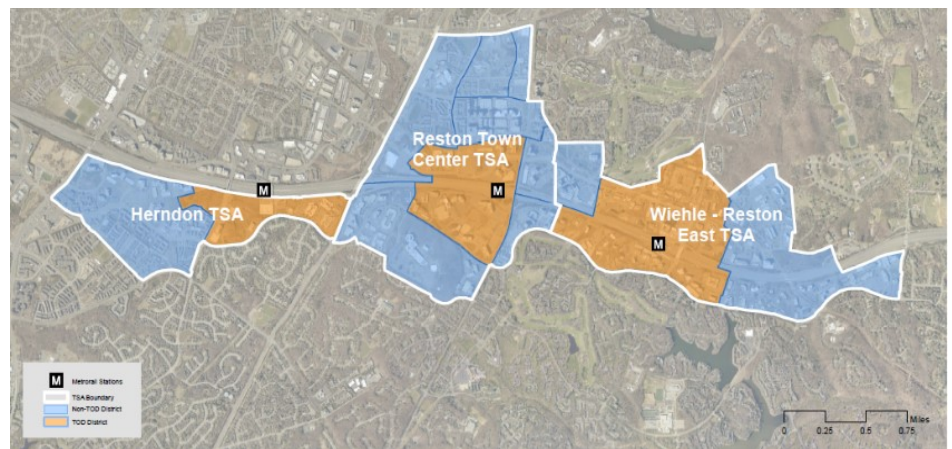 Reston Town
Center TSA
M
M
Herndon TSA
Wiehle - Reston
East TSA
M
M Metrorail Stations
TSA Boundary
Non-TOD District
TOD District
Miles
0 0.25 0.5 0.75